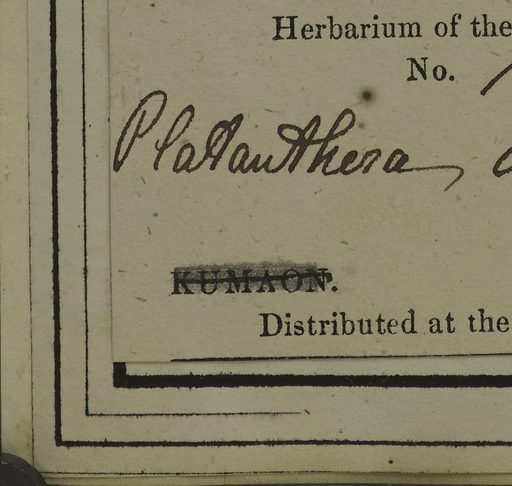 Herbarium of the
No.
Platanthera
KUMAON.
Distributed at the